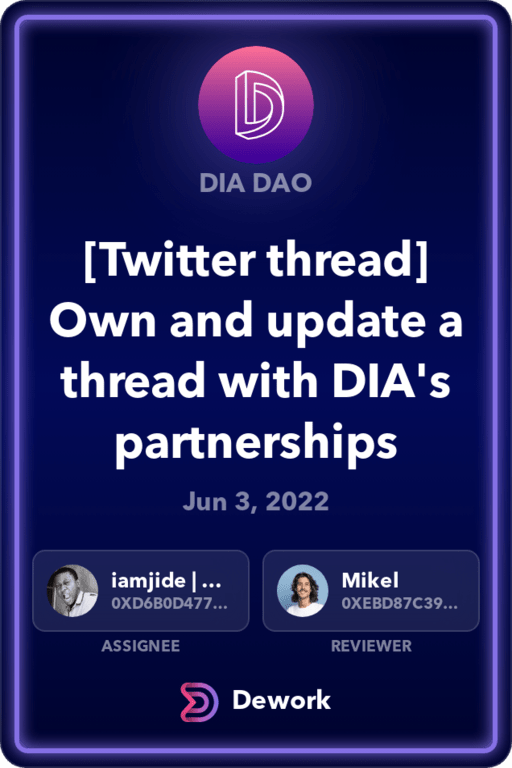 DIA DAO
[Twitter thread]
Own and update a
thread with DIA's
partnerships
Jun 3, 2022
iamjide | ...
0XD6B0D477...
ASSIGNEE
Mikel
0XEBD87C39...
REVIEWER
Dework